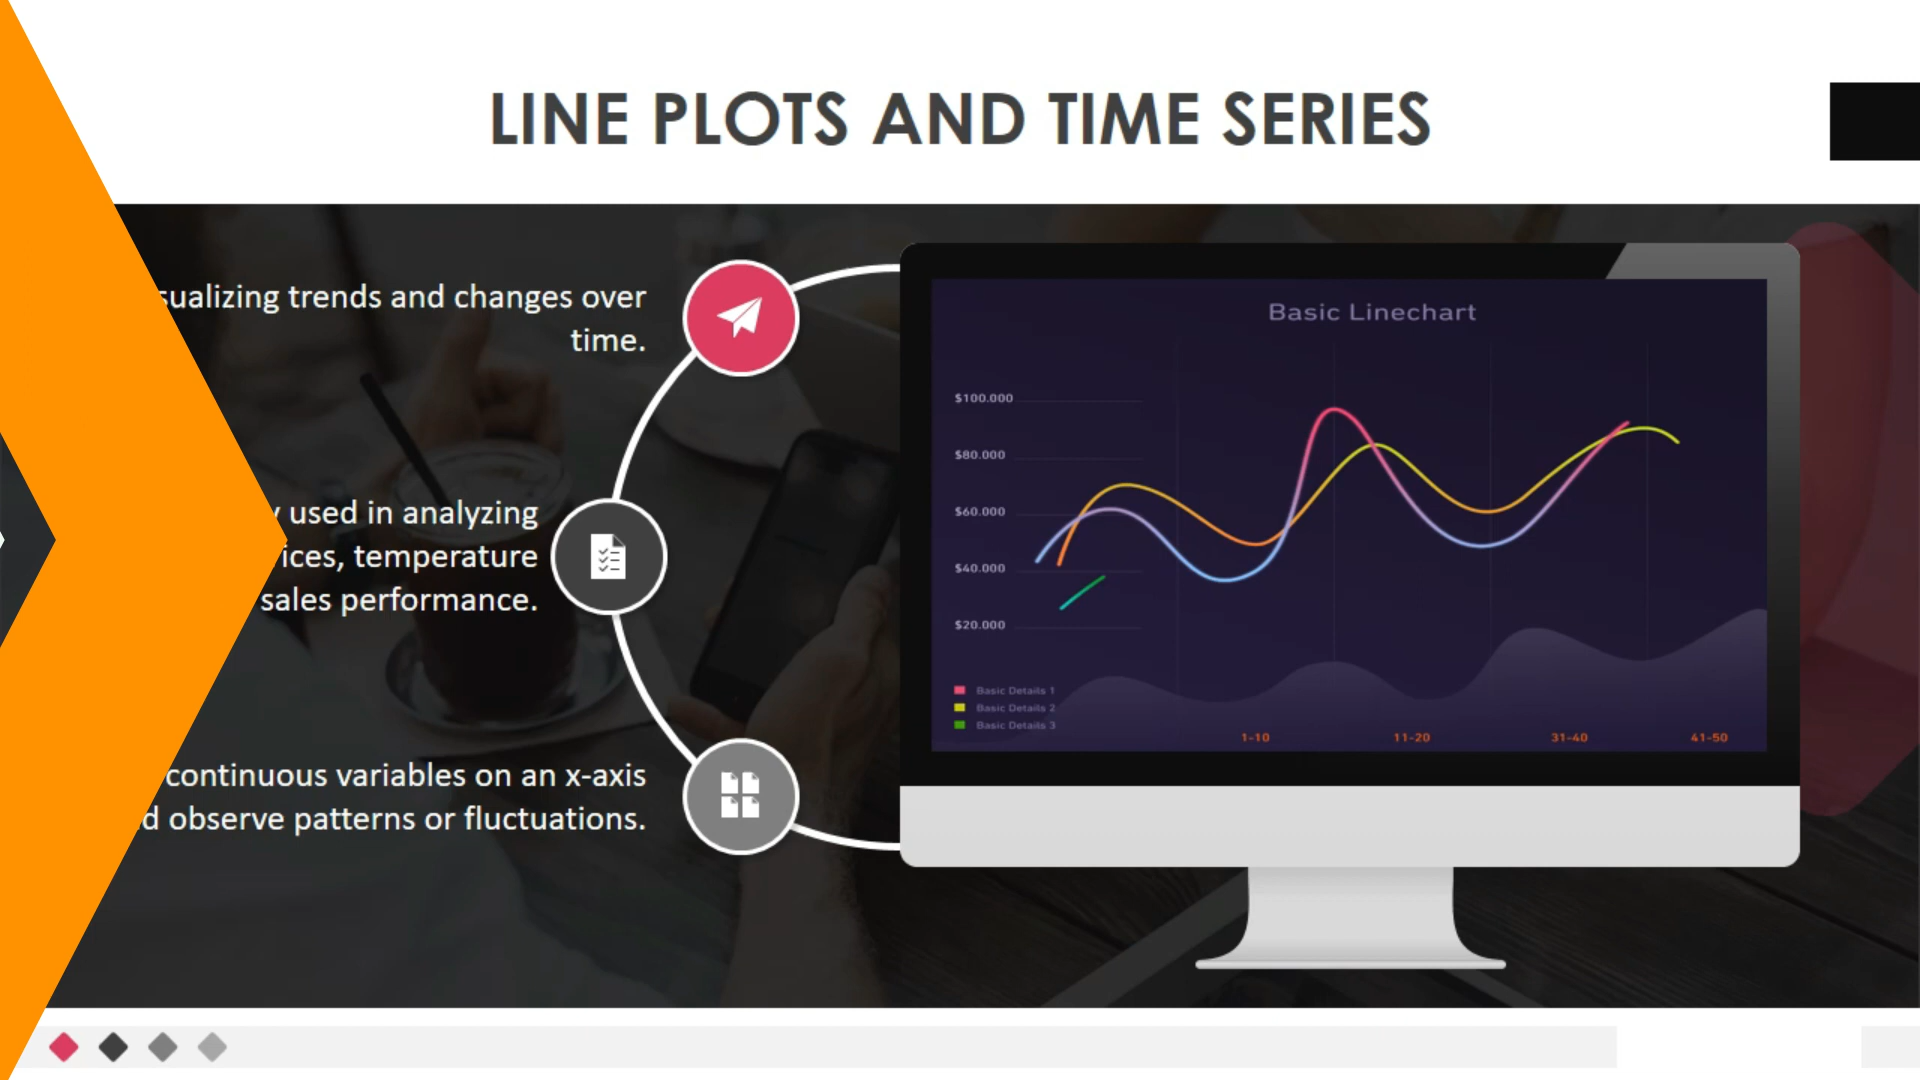 LINE PLOTS AND TIME SERIES
sualizing trends and changes over
time.
used in analyzing
ices, temperature
sales performance.
continuous variables on an x-axis
d observe patterns or fluctuations.
Basic Linechart
$100.000
$80.000
$60.000
$40.000
$20.000
Basic Details 1
Basic Details 2
Basic Details 3
1-10
11-20
31-40
41-50